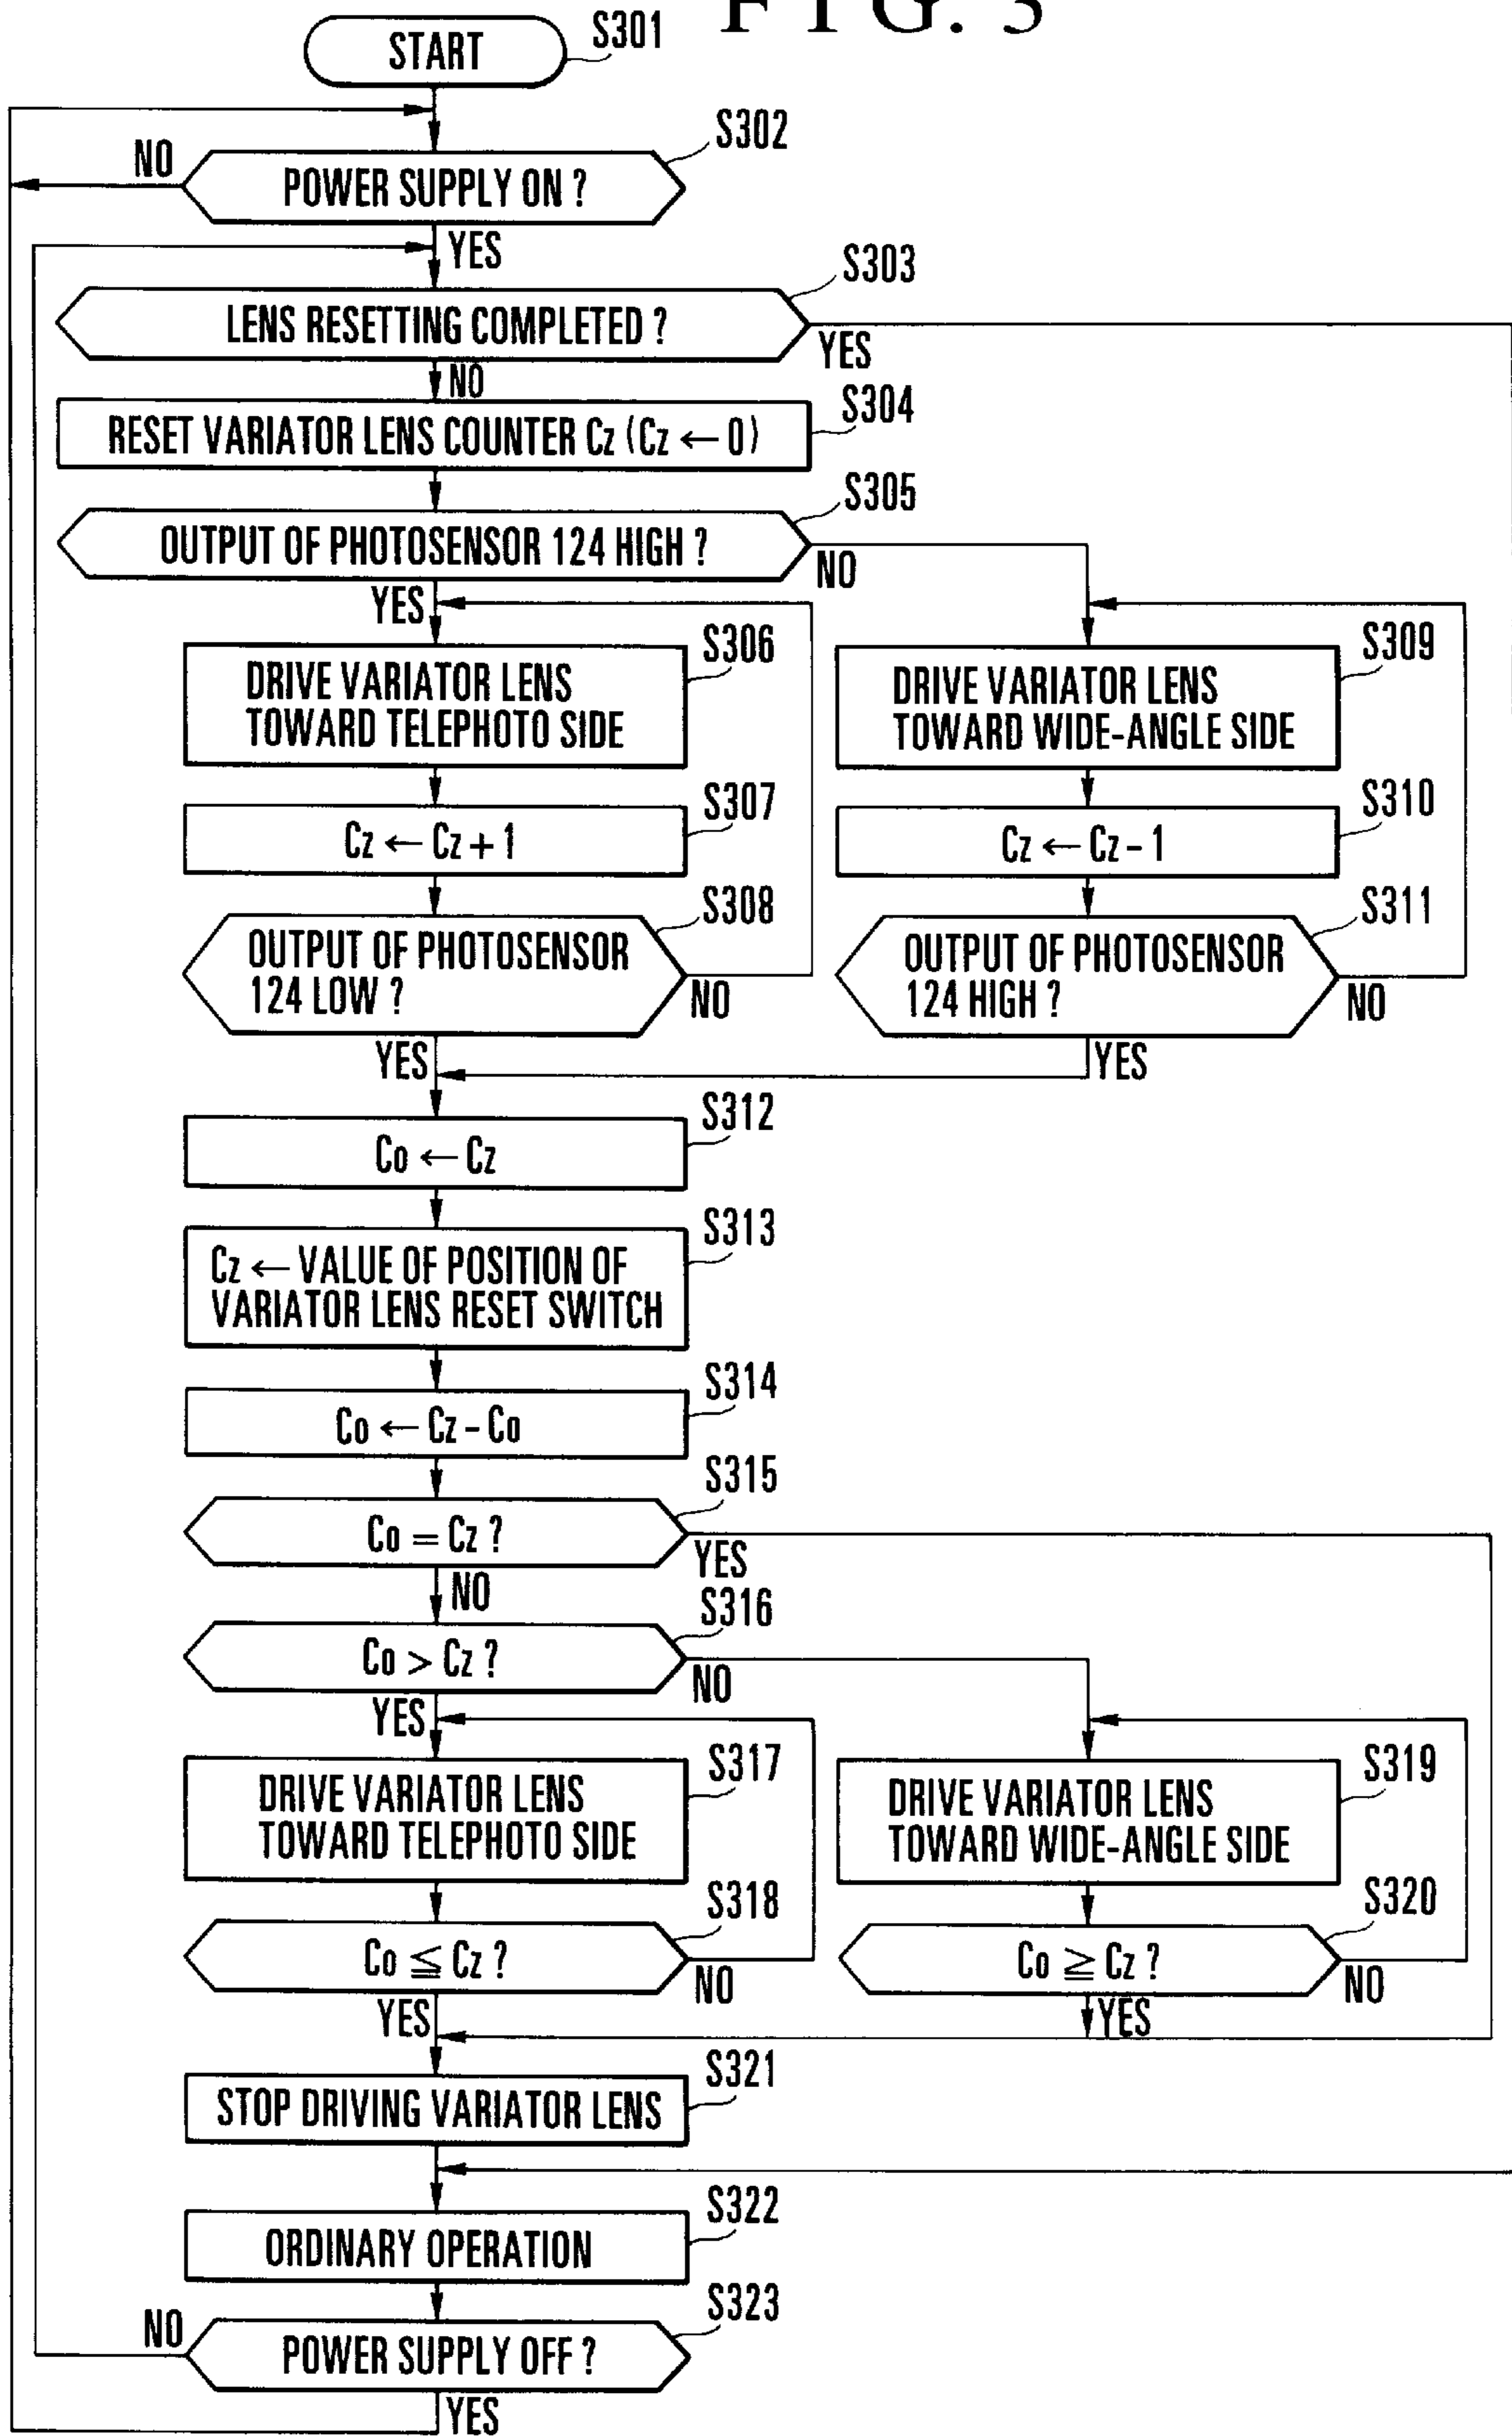 FIG. 3
START
S301
S302
NO
POWER SUPPLY ON ?
YES
S303
LENS RESETTING COMPLETED ?
YES
NO
S304
RESET VARIATOR LENS COUNTER Cz (Cz ← 0)
S305
OUTPUT OF PHOTOSENSOR 124 HIGH ?
NO
YES
S306
DRIVE VARIATOR LENS
TOWARD TELEPHOTO SIDE
S309
DRIVE VARIATOR LENS
TOWARD WIDE-ANGLE SIDE
S307
Cz ← Cz + 1
S310
Cz ← Cz - 1
S308
OUTPUT OF PHOTOSENSOR
124 LOW ?
NO
S311
OUTPUT OF PHOTOSENSOR
124 HIGH ?
NO
YES
YES
S312
Co ← Cz
S313
Cz ← VALUE OF POSITION OF
VARIATOR LENS RESET SWITCH
S314
Co ← Cz - Co
S315
Co = Cz ?
YES
NO
S316
Co > Cz ?
NO
YES
S317
DRIVE VARIATOR LENS
TOWARD TELEPHOTO SIDE
S319
DRIVE VARIATOR LENS
TOWARD WIDE-ANGLE SIDE
S318
Co ≦ Cz ?
NO
S320
Co ≧ Cz ?
NO
YES
YES
S321
STOP DRIVING VARIATOR LENS
S322
ORDINARY OPERATION
S323
NO
POWER SUPPLY OFF ?
YES